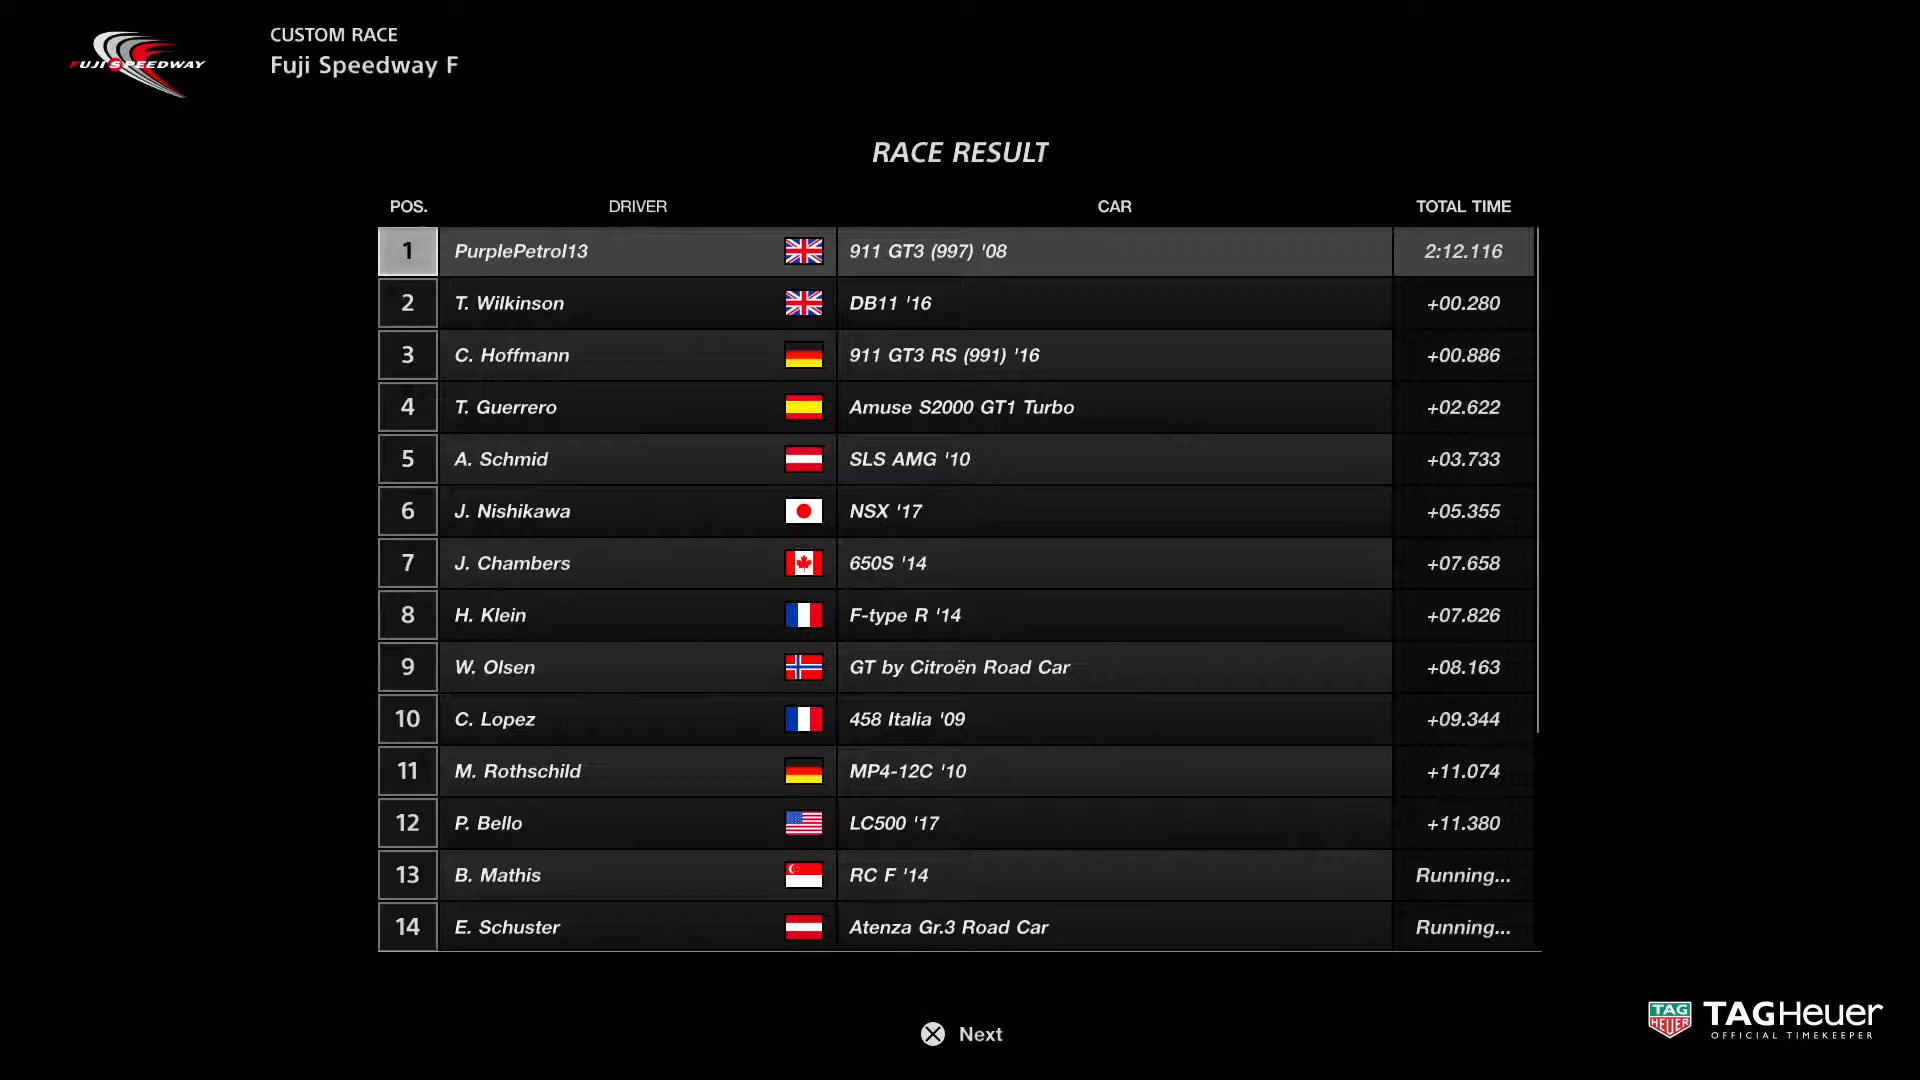 FUJI SPEEDWAY
CUSTOM RACE
Fuji Speedway F
RACE RESULT
POS. DRIVER CAR TOTAL TIME
1 PurplePetrol13 911 GT3 (997) '08 2:12.116
2 T. Wilkinson DB11 '16 +00.280
3 C. Hoffmann 911 GT3 RS (991) '16 +00.886
4 T. Guerrero Amuse S2000 GT1 Turbo +02.622
5 A. Schmid SLS AMG '10 +03.733
6 J. Nishikawa NSX '17 +05.355
7 J. Chambers 650S '14 +07.658
8 H. Klein F-type R '14 +07.826
9 W. Olsen GT by Citroën Road Car +08.163
10 C. Lopez 458 Italia '09 +09.344
11 M. Rothschild MP4-12C '10 +11.074
12 P. Bello LC500 '17 +11.380
13 B. Mathis RC F '14 Running...
14 E. Schuster Atenza Gr.3 Road Car Running...
Next
TAG HEUER
TAGHeuer
OFFICIAL TIMEKEEPER